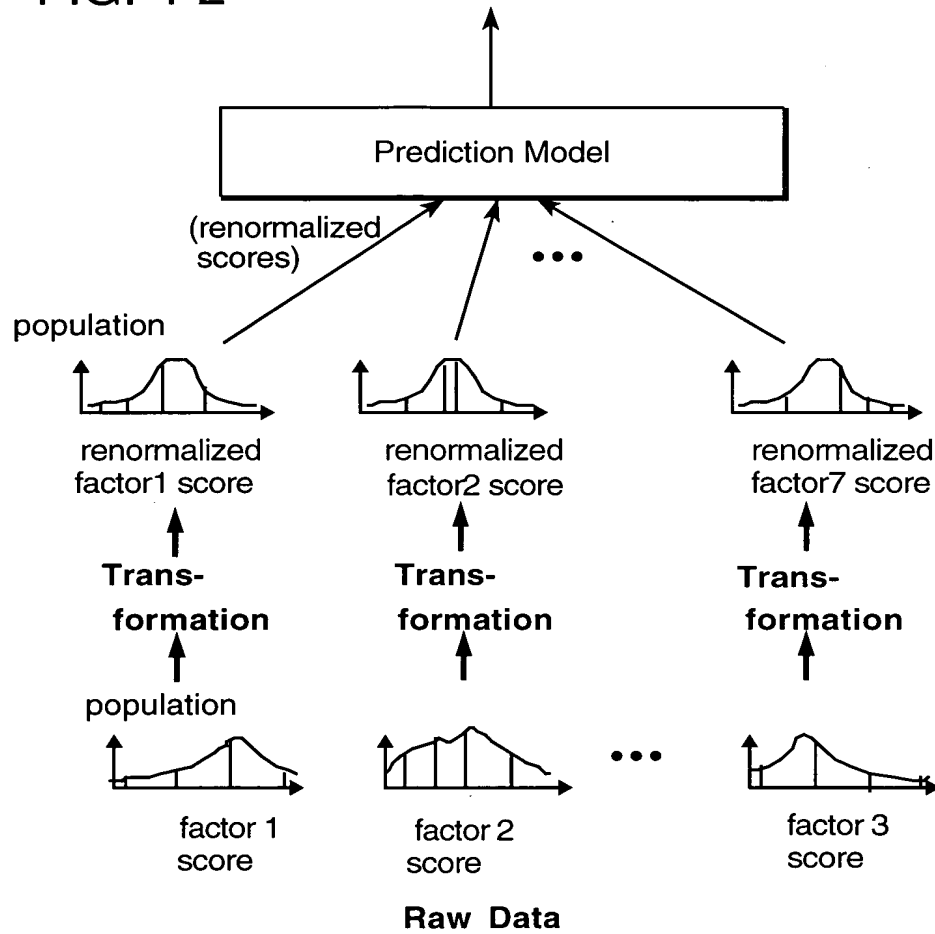 Prediction Model
(renormalized
scores)
population
renormalized
factor1 score
renormalized
factor2 score
renormalized
factor7 score
Trans-
formation
Trans-
formation
Trans-
formation
population
factor 1
score
factor 2
score
factor 3
score
Raw Data